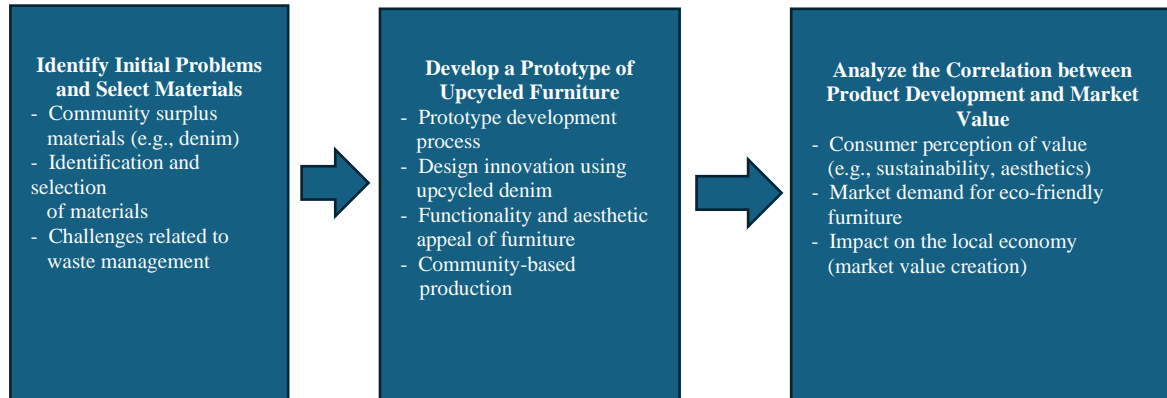 Identify Initial Problems
and Select Materials
- Community surplus
materials (e.g., denim)
- Identification and
selection
of materials
- Challenges related to
waste management
Develop a Prototype of
Upcycled Furniture
- Prototype development
process
- Design innovation using
upcycled denim
- Functionality and aesthetic
appeal of furniture
- Community-based
production
Analyze the Correlation between
Product Development and Market
Value
- Consumer perception of value
(e.g., sustainability, aesthetics)
- Market demand for eco-friendly
furniture
- Impact on the local economy
(market value creation)